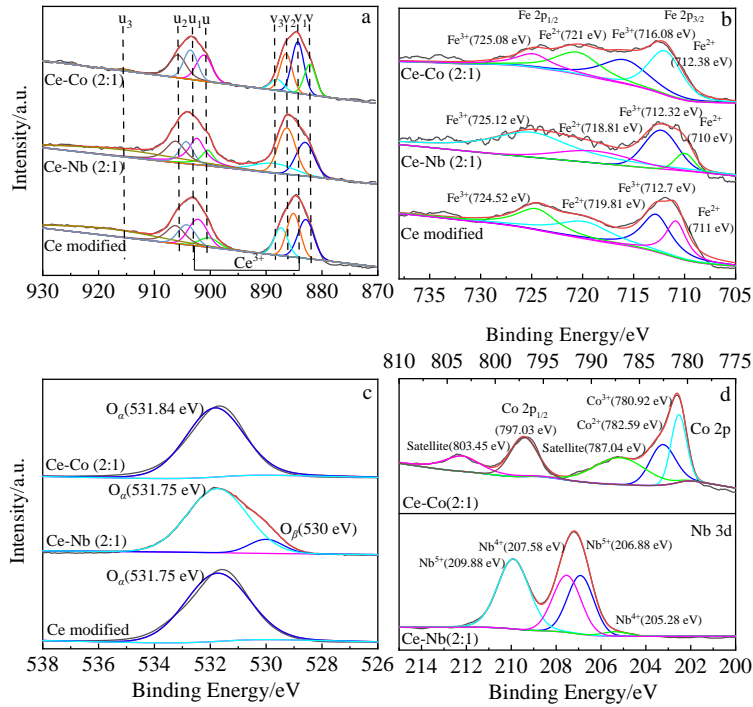 a
u₃ u₂ u₁ u v₃ v₂ v₁ v
Ce-Co (2:1)
Ce-Nb (2:1)
Ce modified
Ce³⁺
930 920 910 900 890 880 870
Binding Energy/eV
Intensity/a.u.
b
Fe 2p₁/₂ Fe 2p₃/₂
Fe³⁺(725.08 eV) Fe²⁺(721 eV) Fe³⁺(716.08 eV) Fe²⁺
(712.38 eV)
Ce-Co (2:1)
Fe³⁺(725.12 eV) Fe²⁺(718.81 eV) Fe³⁺(712.32 eV) Fe²⁺
(710 eV)
Ce-Nb (2:1)
Fe³⁺(724.52 eV) Fe²⁺(719.81 eV) Fe³⁺(712.7 eV) Fe²⁺
(711 eV)
Ce modified
735 730 725 720 715 710 705
Binding Energy/eV
c
Oα(531.84 eV)
Ce-Co (2:1)
Oα(531.75 eV)
Oβ(530 eV)
Ce-Nb (2:1)
Oα(531.75 eV)
Ce modified
538 536 534 532 530 528 526
Binding Energy/eV
Intensity/a.u.
810 805 800 795 790 785 780 775
d
Co 2p₁/₂
(797.03 eV)
Co³⁺(780.92 eV)
Co²⁺(782.59 eV)
Co 2p
Satellite(803.45 eV) Satellite(787.04 eV)
Ce-Co(2:1)
Nb 3d
Nb⁴⁺(207.58 eV) Nb⁵⁺(206.88 eV)
Nb⁵⁺(209.88 eV)
Nb⁴⁺(205.28 eV)
Ce-Nb(2:1)
214 212 210 208 206 204 202 200
Binding Energy/eV